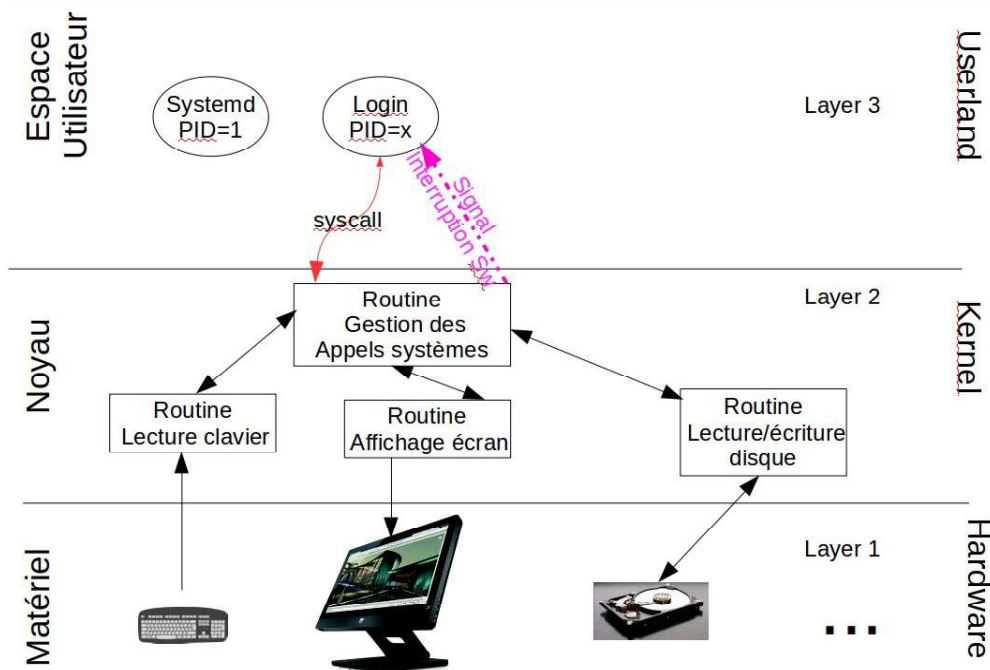 Espace
Utilisateur
Systemd
PID=1
Login
PID=x
Layer 3
Userland
syscall
Signal
Interruption Sw
Noyau
Routine
Gestion des
Appels systèmes
Layer 2
Kernel
Routine
Lecture clavier
Routine
Affichage écran
Routine
Lecture/écriture
disque
Matériel
Layer 1
Hardware
...